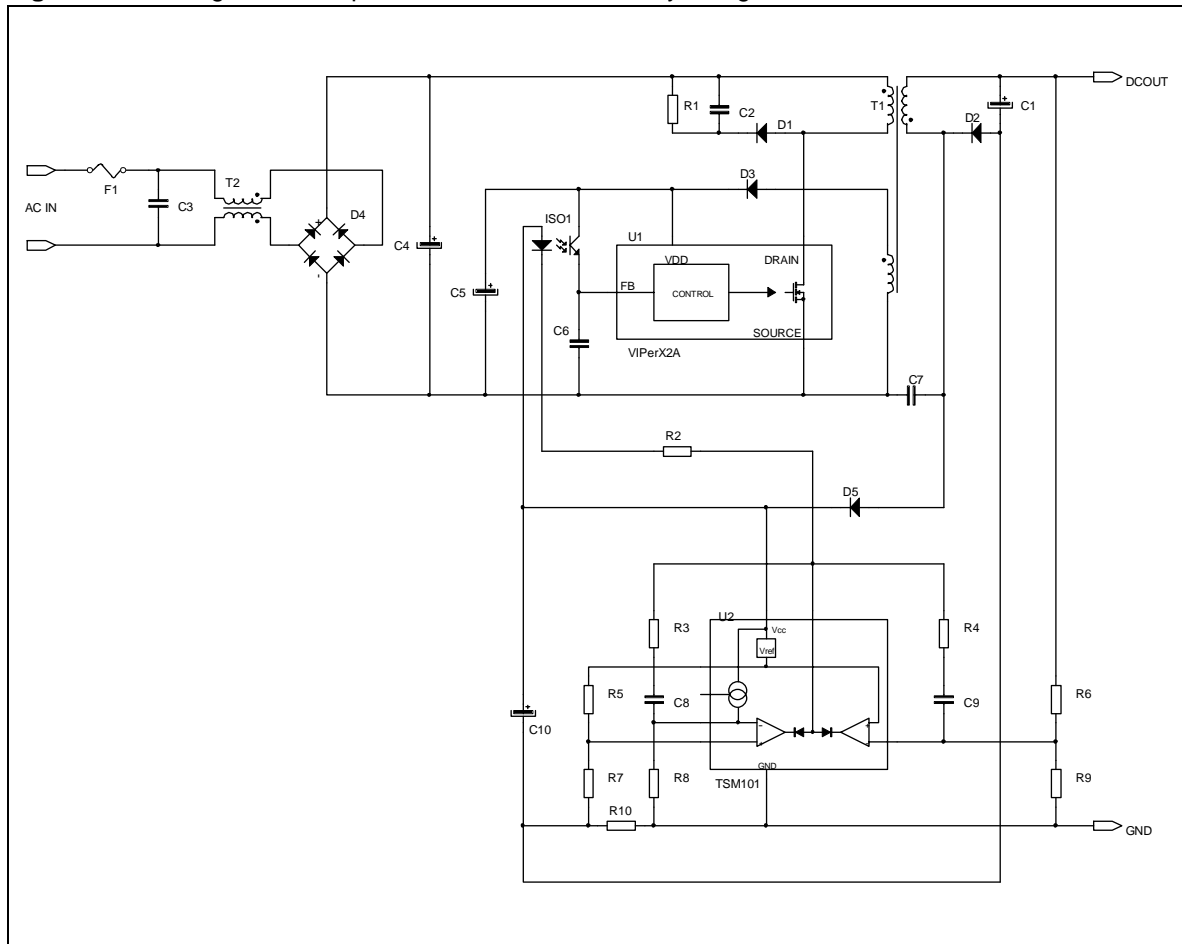 DCOUT
R1
C2
T1
C1
D1
D2
F1
T2
D3
AC IN
C3
D4
ISO1
U1
C4
VDD
DRAIN
FB
CONTROL
C5
C6
SOURCE
VIPerX2A
C7
R2
D5
U2
R3
Vcc
R4
Vref
R5
C8
C9
R6
C10
GND
R7
R8
TSM101
R9
R10
GND